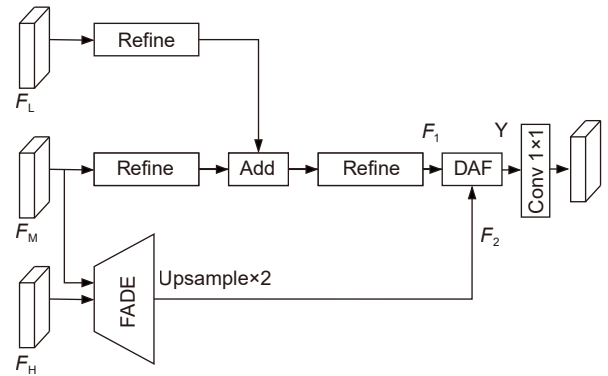 Refine
F_L
F_1
Y
Refine
Add
Refine
DAF
Conv 1×1
F_M
F_2
Upsample×2
FADE
F_H